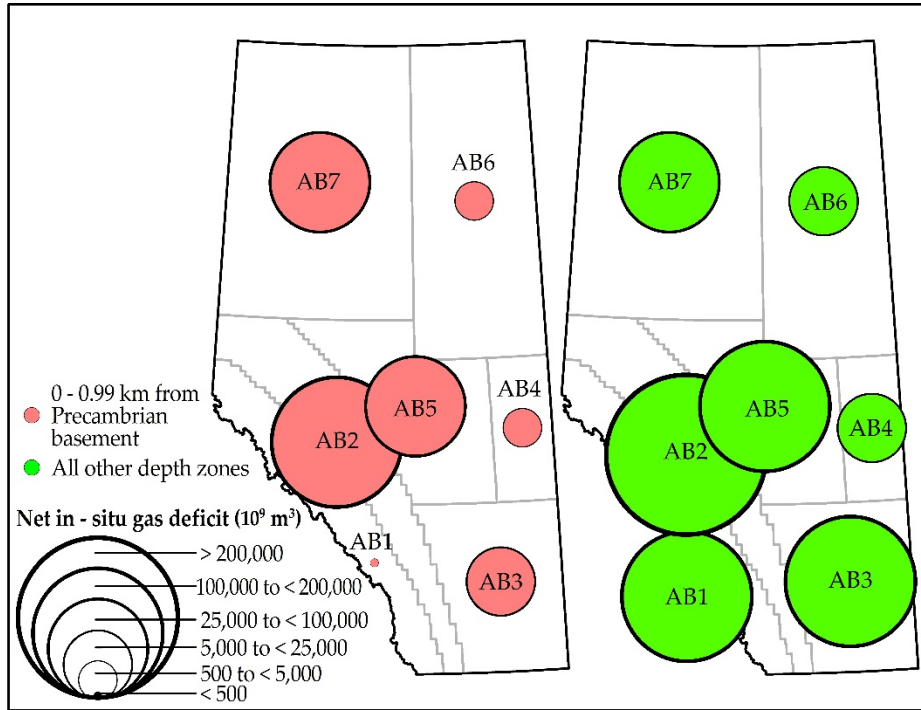 AB7
AB6
AB5
AB2
AB4
AB1
AB3
AB7
AB6
AB5
AB2
AB4
AB1
AB3
0 - 0.99 km from
Precambrian
basement
All other depth zones
Net in - situ gas deficit (10⁹ m³)
> 200,000
100,000 to < 200,000
25,000 to < 100,000
5,000 to < 25,000
500 to < 5,000
< 500